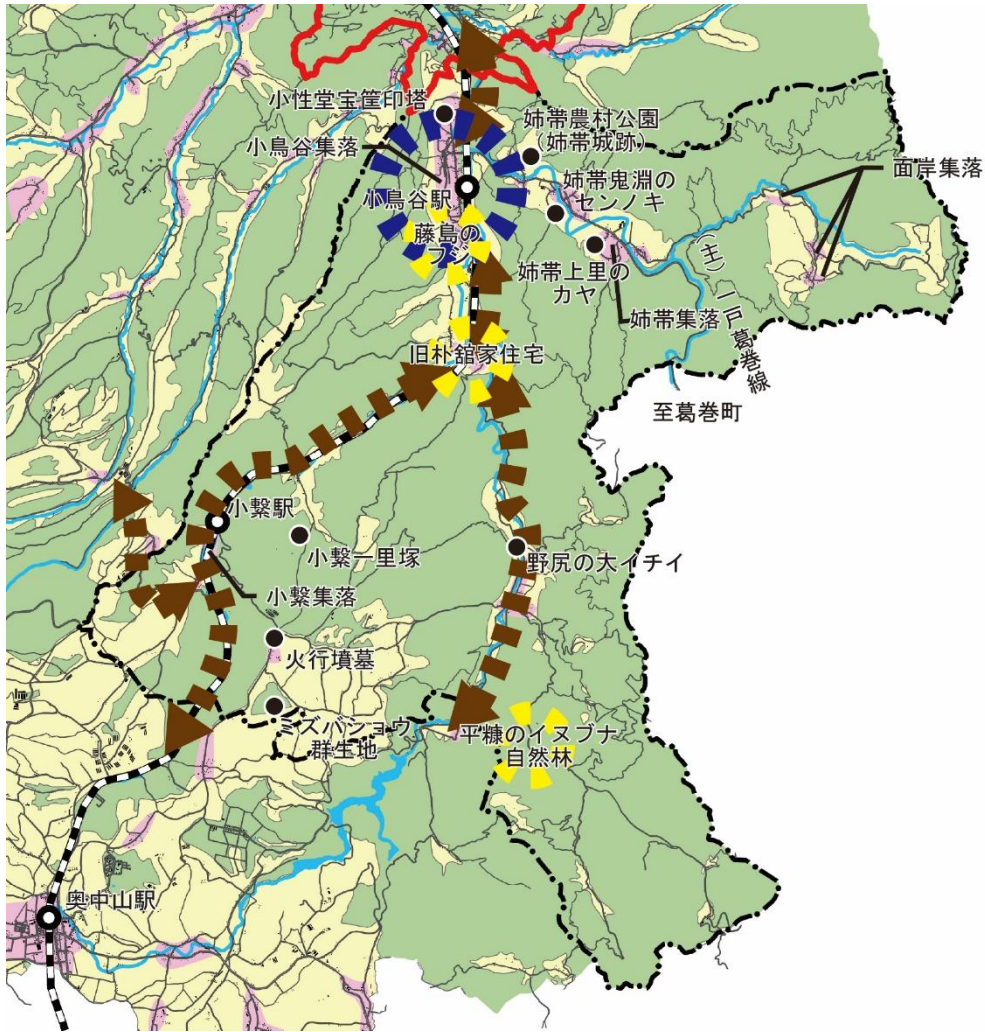 小性堂宝筐印塔
小鳥谷集落
小鳥谷駅
藤島の
フジ
姉帯農村公園
（姉帯城跡）
姉帯鬼淵の
センノキ
姉帯上里の
カヤ
姉帯集落
面岸集落
（主）一戸葛巻線
至葛巻町
旧朴舘家住宅
小繋駅
小繋一里塚
小繋集落
野尻の大イチイ
火行墳墓
ミズバショウ
群生地
平糠のイヌブナ
自然林
奥中山駅